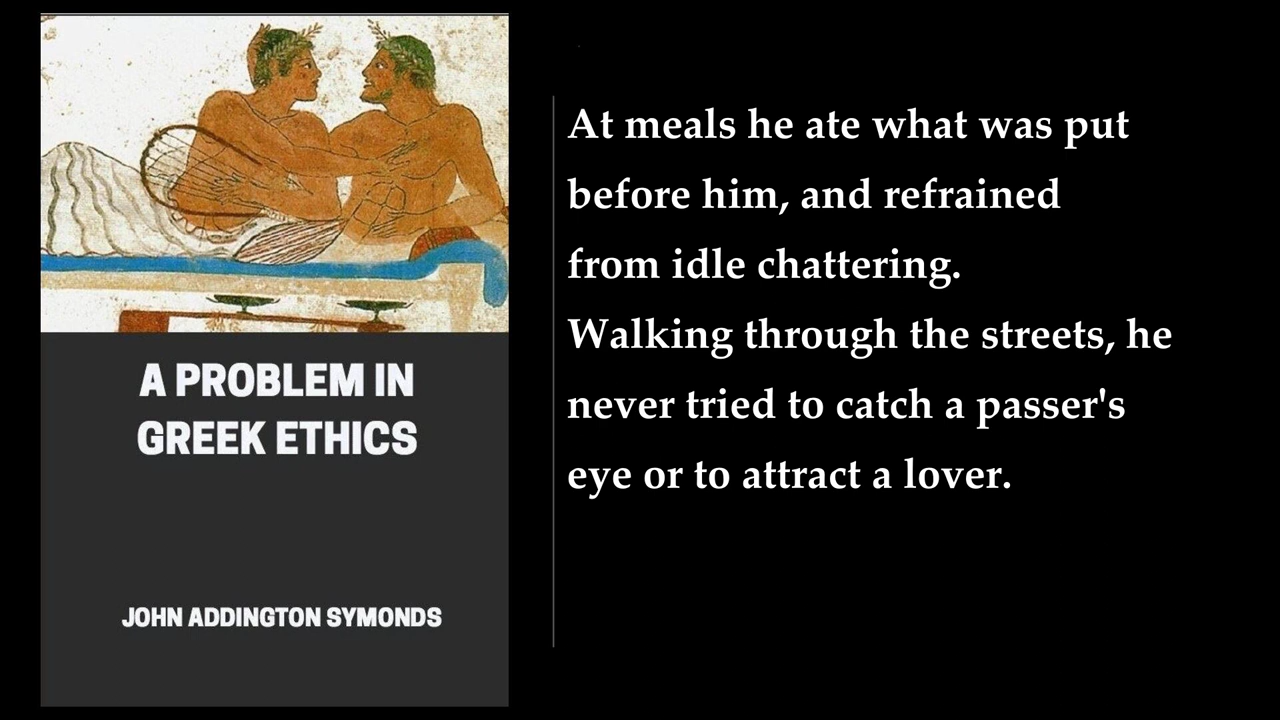 A PROBLEM IN
GREEK ETHICS
JOHN ADDINGTON SYMONDS
At meals he ate what was put
before him, and refrained
from idle chattering.
Walking through the streets, he
never tried to catch a passer's
eye or to attract a lover.